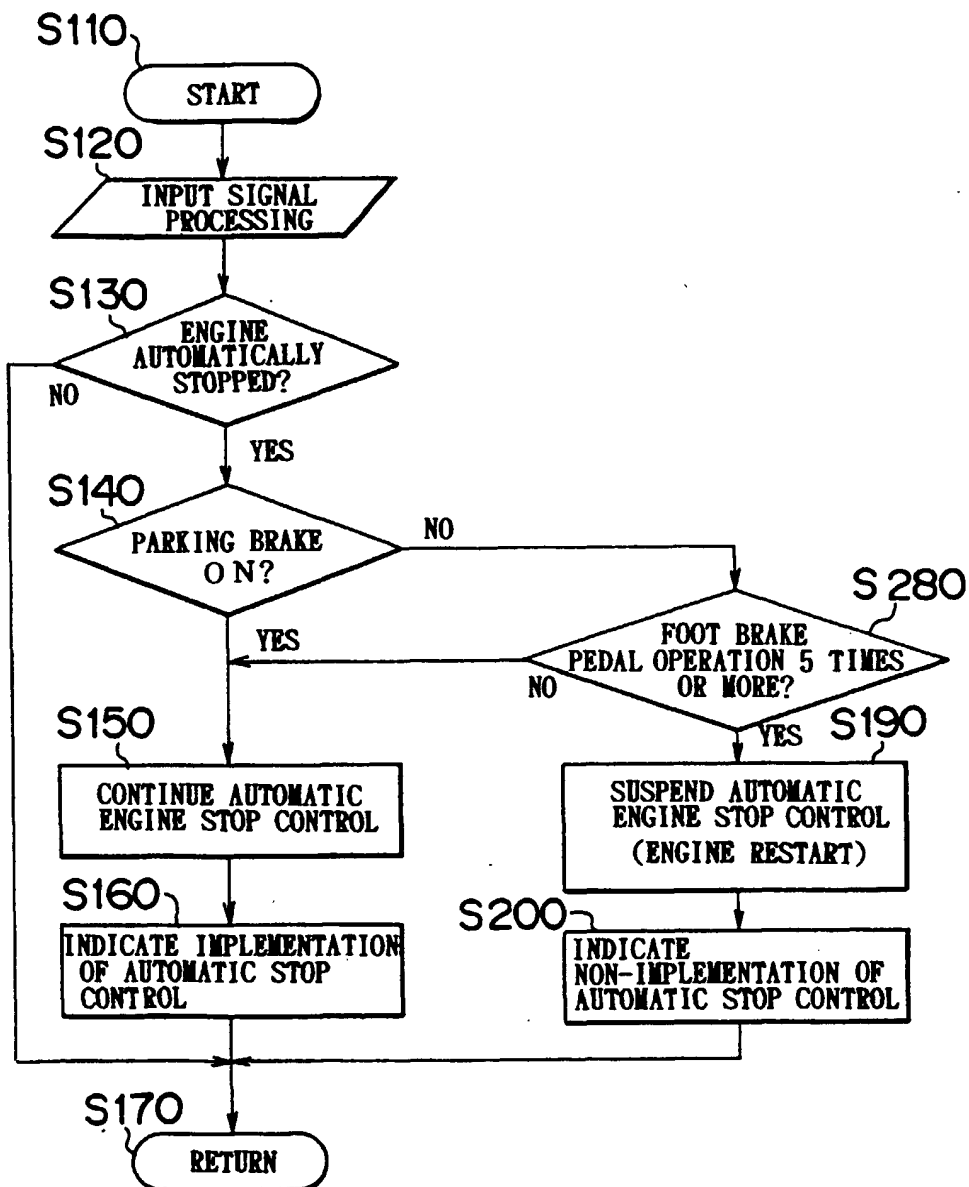 S110
START
S120
INPUT SIGNAL
PROCESSING
S130
ENGINE
AUTOMATICALLY
STOPPED?
NO
YES
S140
PARKING BRAKE
ON?
NO
YES
S280
FOOT BRAKE
PEDAL OPERATION 5 TIMES
OR MORE?
NO
YES
S150
CONTINUE AUTOMATIC
ENGINE STOP CONTROL
S190
SUSPEND AUTOMATIC
ENGINE STOP CONTROL
(ENGINE RESTART)
S160
INDICATE IMPLEMENTATION
OF AUTOMATIC STOP
CONTROL
S200
INDICATE
NON-IMPLEMENTATION OF
AUTOMATIC STOP CONTROL
S170
RETURN